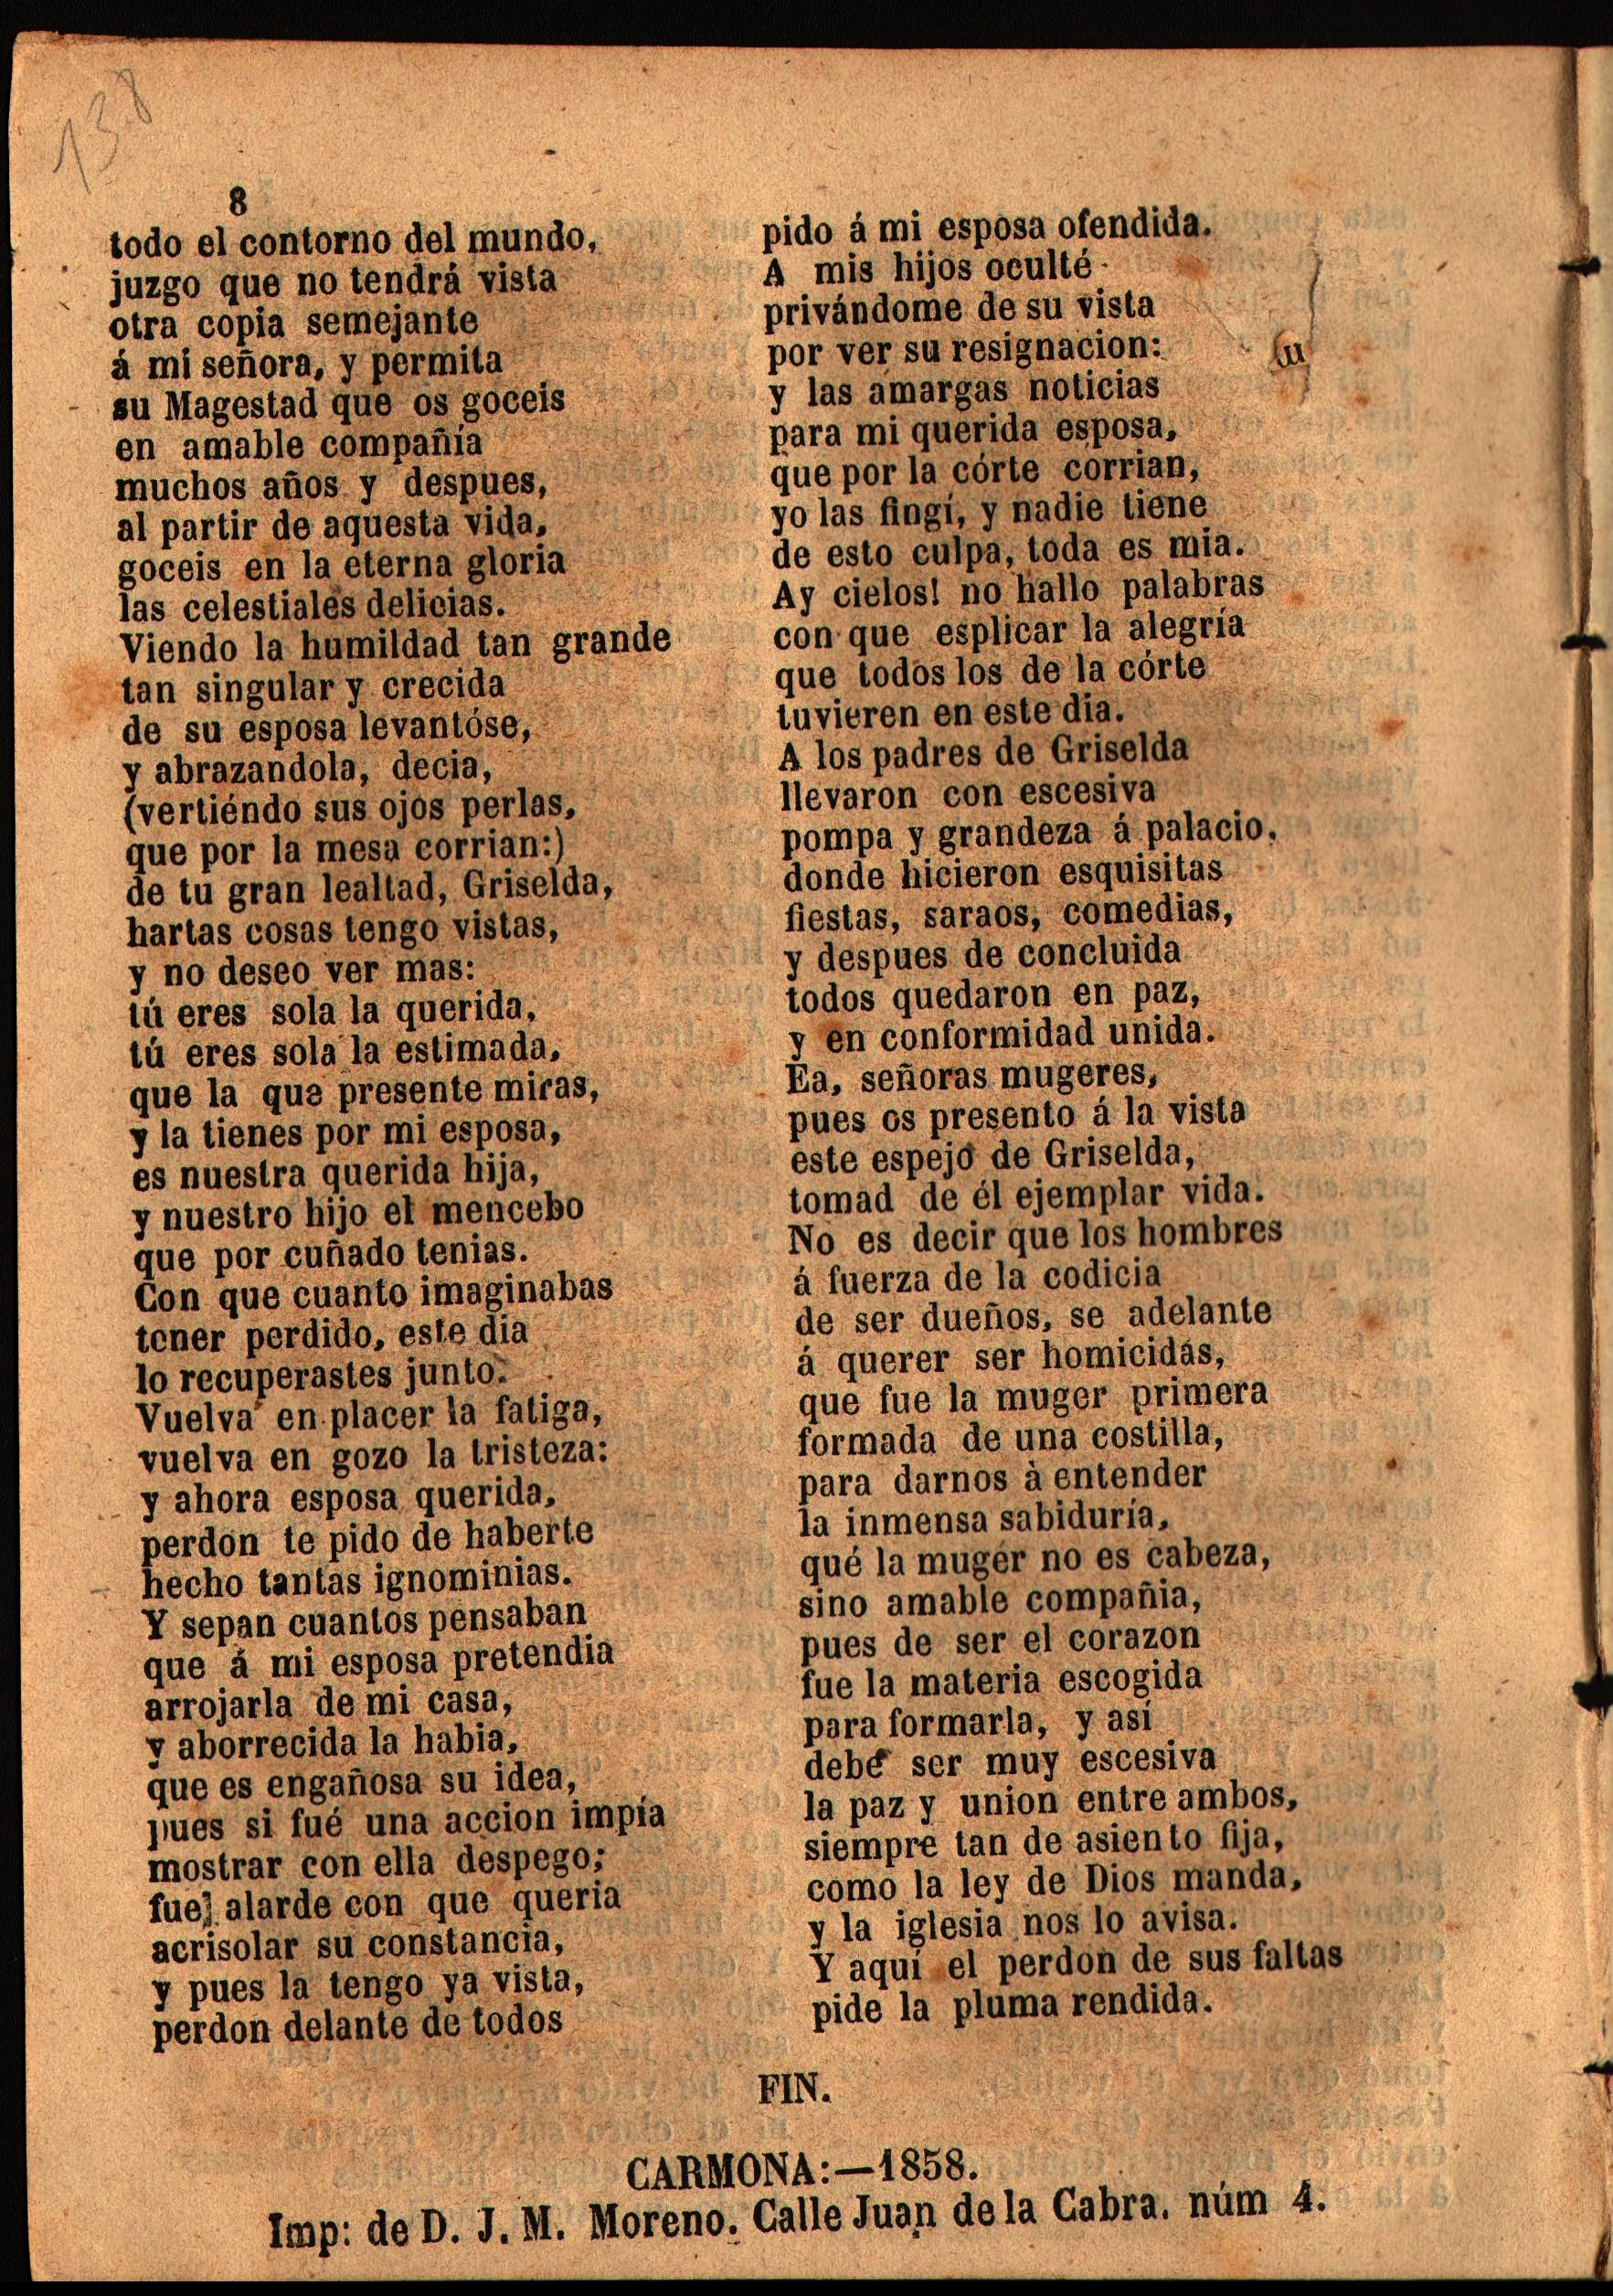 138
8
todo el contorno del mundo,
juzgo que no tendrá vista
otra copia semejante
á mi señora, y permita
su Magestad que os goceis
en amable compañía
muchos años y despues,
al partir de aquesta vida,
goceis en la eterna gloria
las celestiales delicias.
Viendo la humildad tan grande
tan singular y crecida
de su esposa levantóse,
y abrazandola, decia,
(vertiéndo sus ojos perlas,
que por la mesa corrian:)
de tu gran lealtad, Griselda,
hartas cosas tengo vistas,
y no deseo ver mas:
tú eres sola la querida,
tú eres sola la estimada,
que la que presente miras,
y la tienes por mi esposa,
es nuestra querida hija,
y nuestro hijo el mencebo
que por cuñado tenias.
Con que cuanto imaginabas
tener perdido, este dia
lo recuperastes junto.
Vuelva en placer la fatiga,
vuelva en gozo la tristeza:
y ahora esposa querida,
perdon te pido de haberte
hecho tantas ignominias.
Y sepan cuantos pensaban
que á mi esposa pretendia
arrojarla de mi casa,
y aborrecida la habia,
que es engañosa su idea,
pues si fué una accion impía
mostrar con ella despego;
fue] alarde con que queria
acrisolar su constancia,
y pues la tengo ya vista,
perdon delante de todos
pido á mi esposa ofendida.
A mis hijos oculté
privándome de su vista
por ver su resignacion:
y las amargas noticias
para mi querida esposa,
que por la córte corrian,
yo las fingí, y nadie tiene
de esto culpa, toda es mia.
Ay cielos! no hallo palabras
con que esplicar la alegría
que todos los de la córte
tuvieren en este dia.
A los padres de Griselda
llevaron con escesiva
pompa y grandeza á palacio,
donde hicieron esquisitas
fiestas, saraos, comedias,
y despues de concluida
todos quedaron en paz,
y en conformidad unida.
Ea, señoras mugeres,
pues os presento á la vista
este espejo de Griselda,
tomad de él ejemplar vida.
No es decir que los hombres
á fuerza de la codicia
de ser dueños, se adelante
á querer ser homicidas,
que fue la muger primera
formada de una costilla,
para darnos à entender
la inmensa sabiduría,
qué la muger no es cabeza,
sino amable compañia,
pues de ser el corazon
fue la materia escogida
para formarla, y así
debe ser muy escesiva
la paz y union entre ambos,
siempre tan de asiento fija,
como la ley de Dios manda,
y la iglesia nos lo avisa.
Y aquí el perdon de sus faltas
pide la pluma rendida.
FIN.
CARMONA:—1858.
Imp: de D. J. M. Moreno. Calle Juan de la Cabra. núm 4.